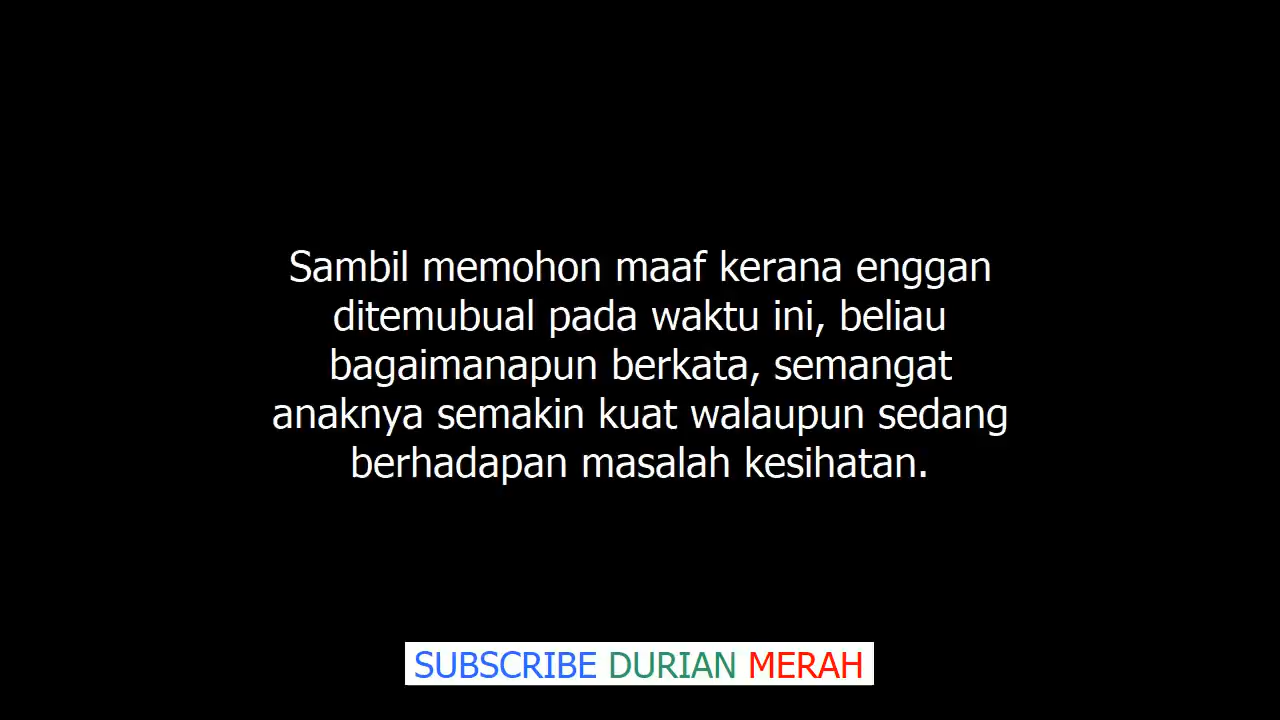 Sambil memohon maaf kerana enggan
ditemubual pada waktu ini, beliau
bagaimanapun berkata, semangat
anaknya semakin kuat walaupun sedang
berhadapan masalah kesihatan.
SUBSCRIBE DURIAN MERAH